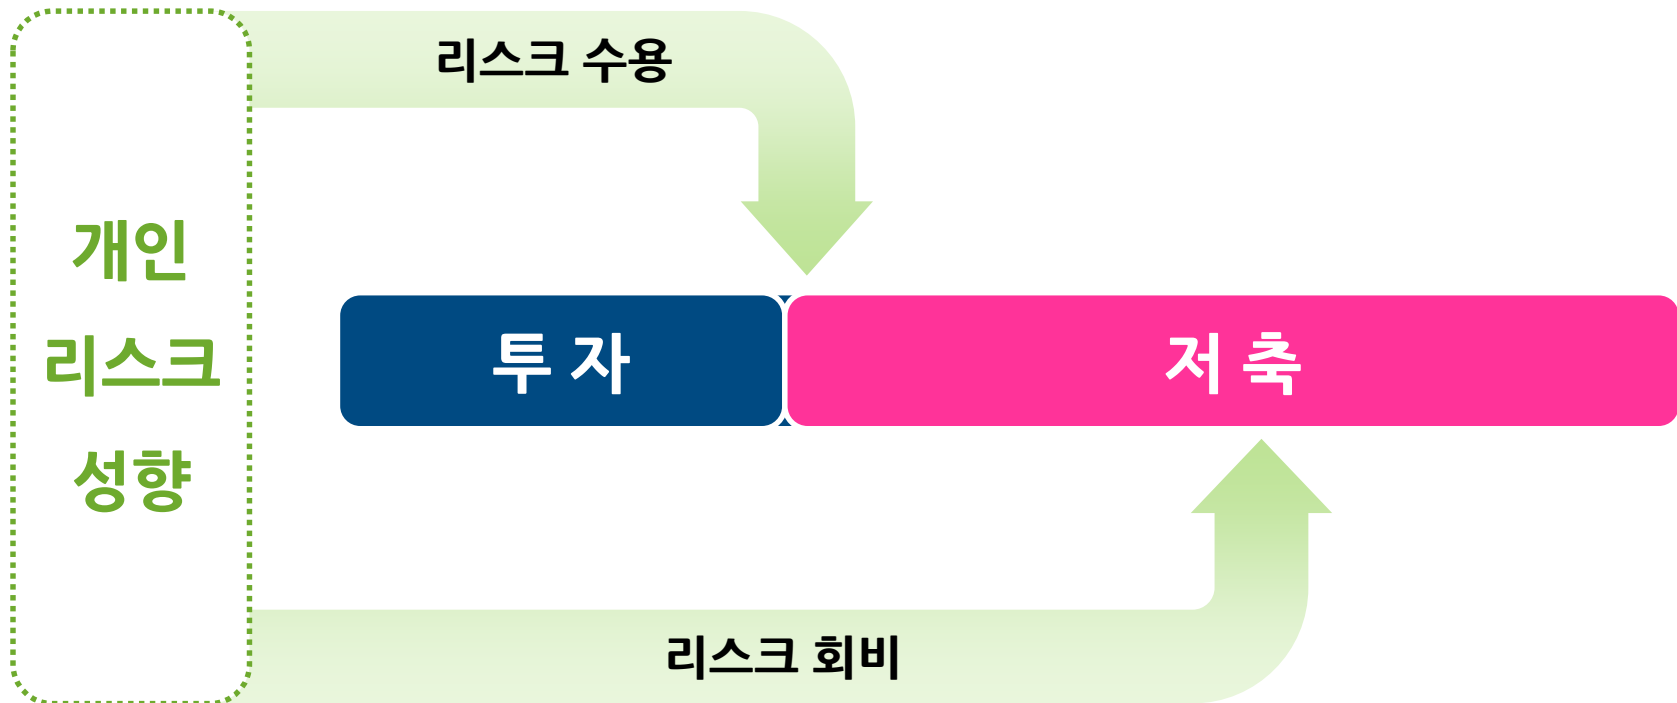 리스크 수용
개인
리스크
성향
투 자
저 축
리스크 회비